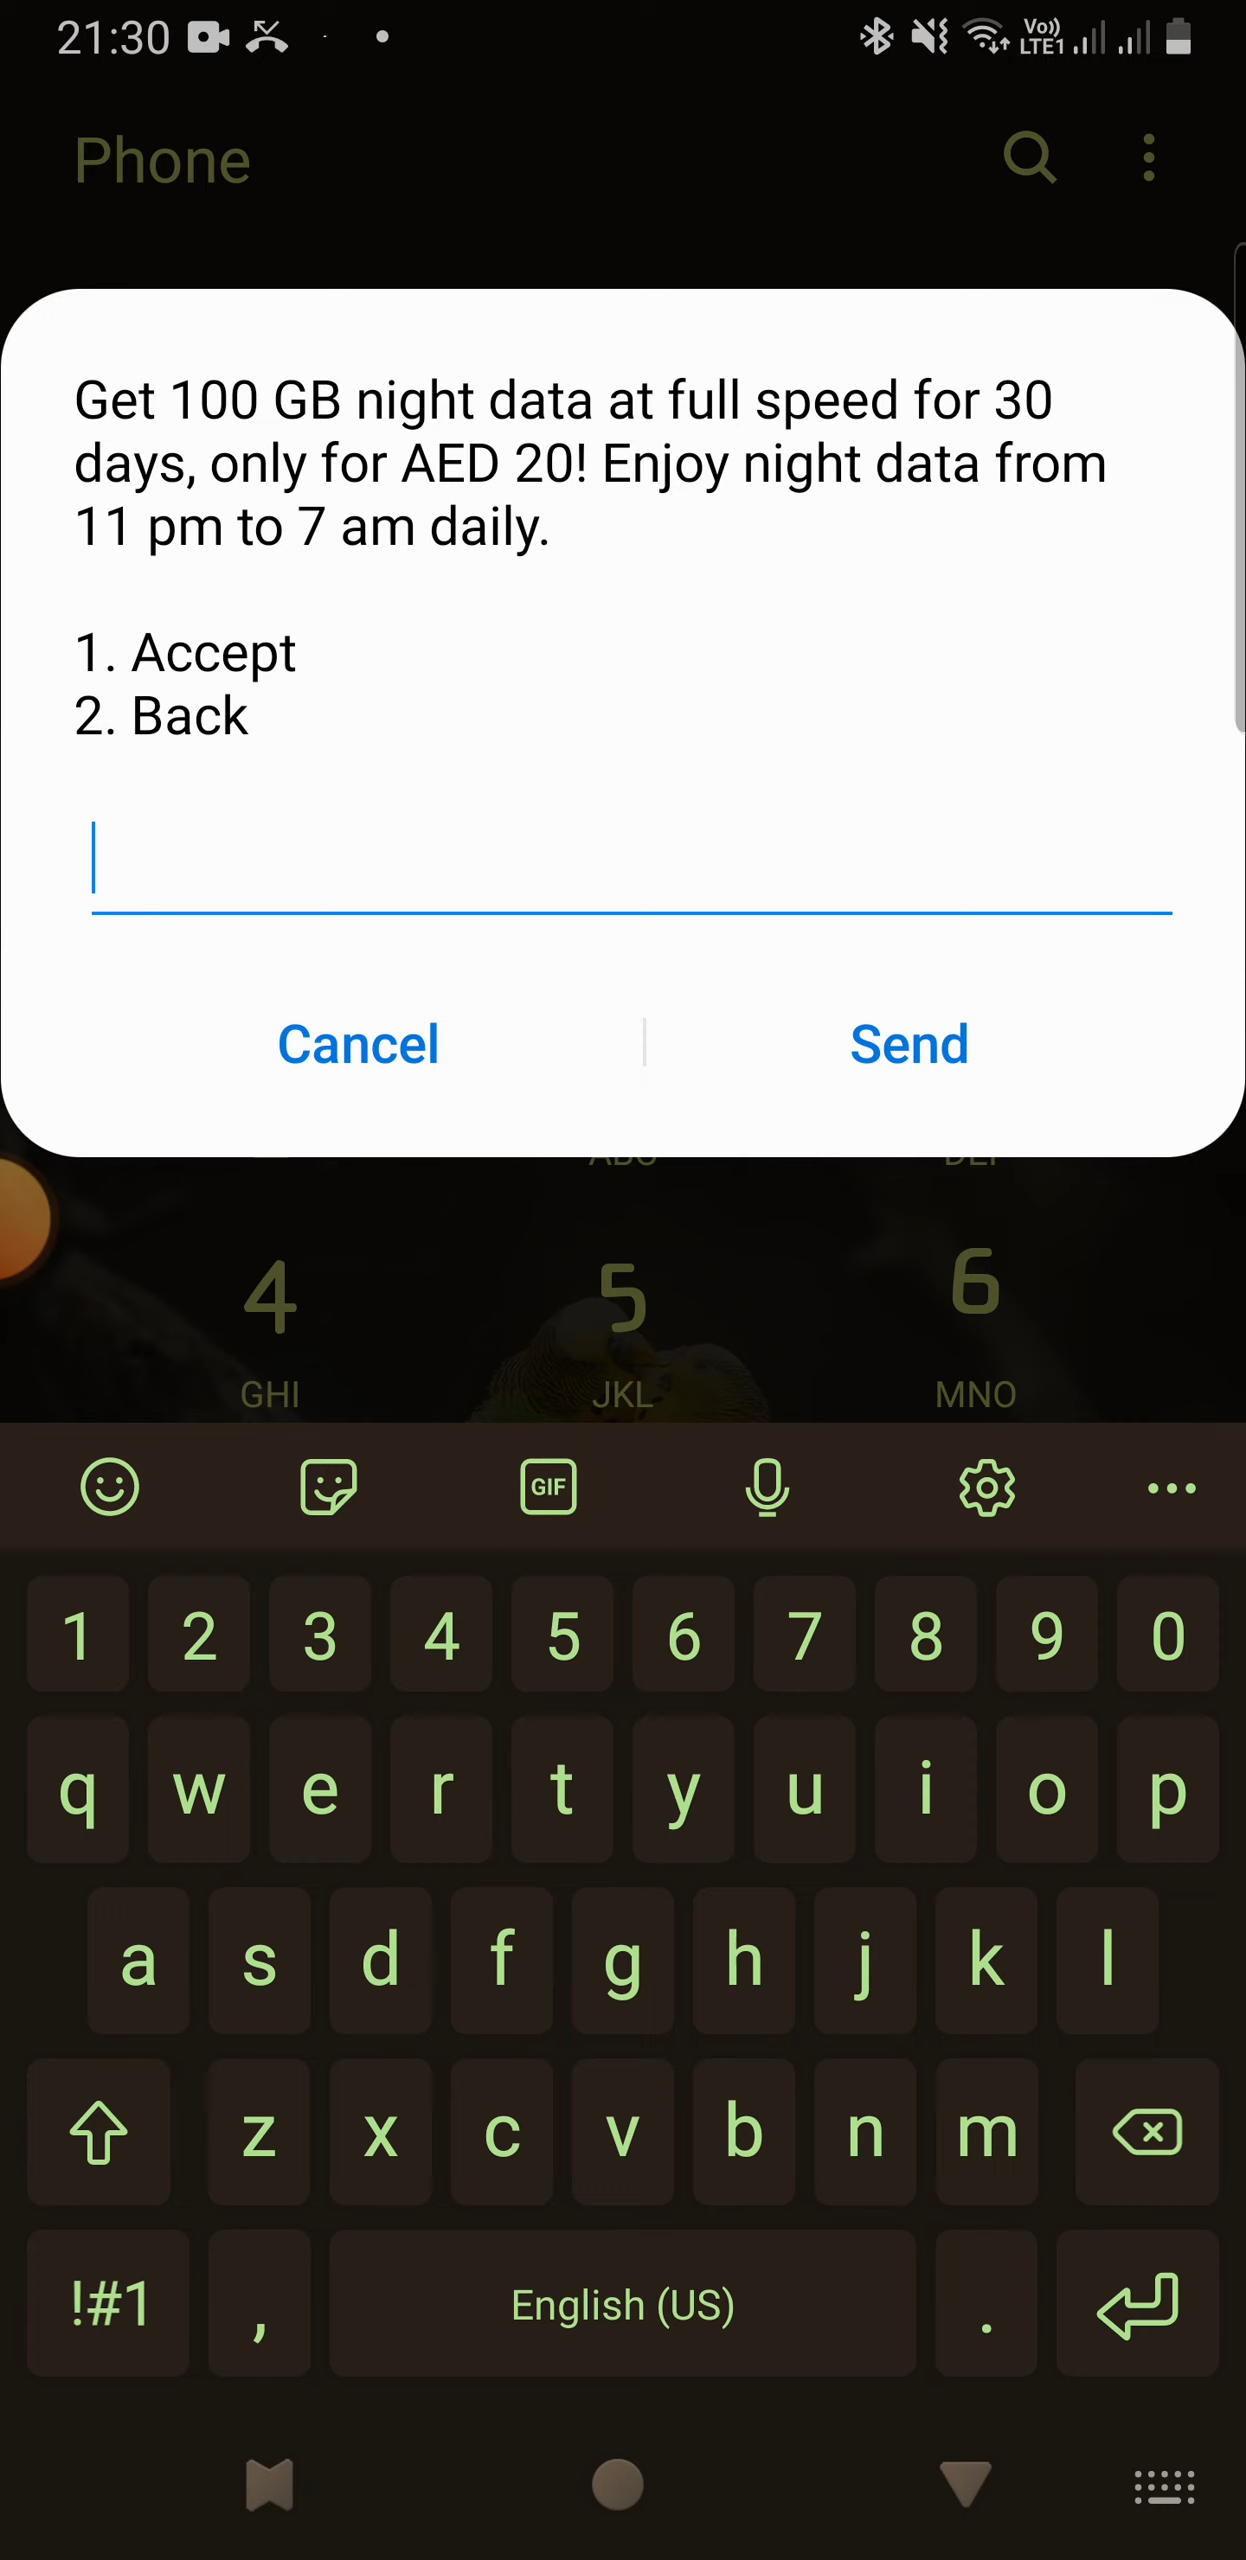 21:30
Vo))
LTE1
Phone
Get 100 GB night data at full speed for 30
days, only for AED 20! Enjoy night data from
11 pm to 7 am daily.
1. Accept
2. Back
Cancel
Send
4 5 6
GHI JKL MNO
GIF
1 2 3 4 5 6 7 8 9 0
q w e r t y u i o p
a s d f g h j k l
z x c v b n m
!#1 , English (US) .